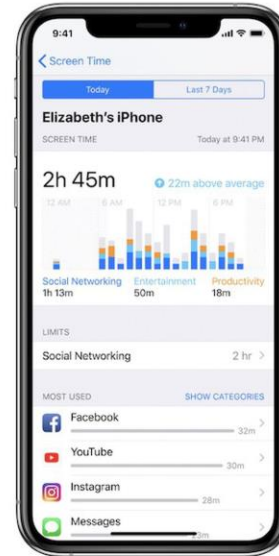 9:41
Screen Time
Today Last 7 Days
Elizabeth's iPhone
SCREEN TIME Today at 9:41 PM
2h 45m 22m above average
12 AM 6 AM 12 PM 6 PM
Social Networking Entertainment Productivity
1h 13m 50m 18m
LIMITS
Social Networking 2 hr
MOST USED SHOW CATEGORIES
Facebook
32m
YouTube
30m
Instagram
28m
Messages